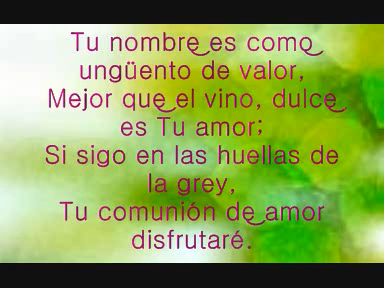 Tu nombre es como
ungüento de valor,
Mejor que el vino, dulce
es Tu amor;
Si sigo en las huellas de
la grey,
Tu comunión de amor
disfrutaré.